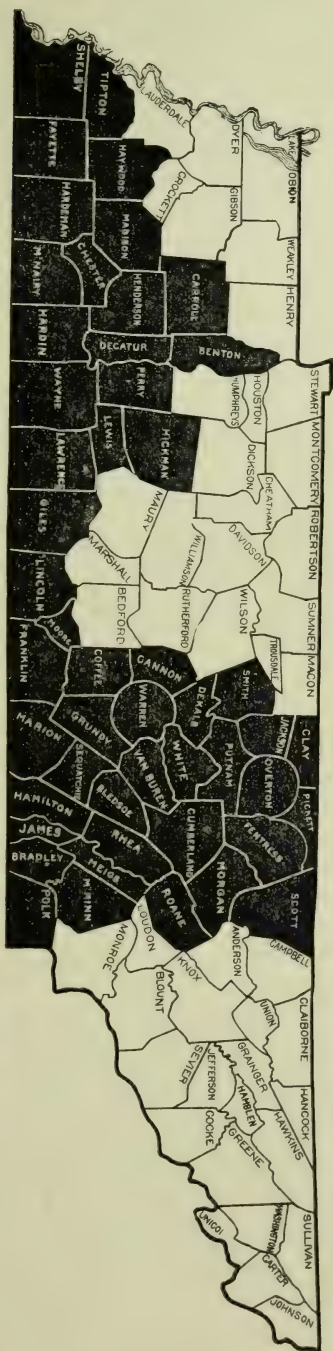 SHELBY
TIPTON
LAUDERDALE
DYER
LAKE
OBION
FAYETTE
HAYWOOD
CROCKETT
GIBSON
WEAKLEY
HARDEMAN
MADISON
CHESTER
HENDERSON
CARROLL
HENRY
McNAIRY
HARDIN
DECATUR
BENTON
STEWART
WAYNE
PERRY
HUMPHREYS
HOUSTON
MONTGOMERY
LAWRENCE
LEWIS
HICKMAN
DICKSON
CHEATHAM
ROBERTSON
GILES
MAURY
WILLIAMSON
DAVIDSON
SUMNER
LINCOLN
MARSHALL
BEDFORD
RUTHERFORD
WILSON
TROUSDALE
MACON
MOORE
FRANKLIN
COFFEE
CANNON
SMITH
CLAY
WARREN
DEKALB
JACKSON
MARION
GRUNDY
VAN BUREN
WHITE
PUTNAM
OVERTON
PICKETT
SEQUATCHIE
BLEDSOE
CUMBERLAND
FENTRESS
HAMILTON
JAMES
RHEA
MORGAN
SCOTT
BRADLEY
MEIGS
ROANE
POLK
M'MINN
LOUDON
ANDERSON
CAMPBELL
MONROE
BLOUNT
KNOX
UNION
CLAIBORNE
SEVIER
JEFFERSON
GRAINGER
HAMBLEN
HANCOCK
COCKE
GREENE
HAWKINS
UNICOI
WASHINGTON
SULLIVAN
CARTER
JOHNSON